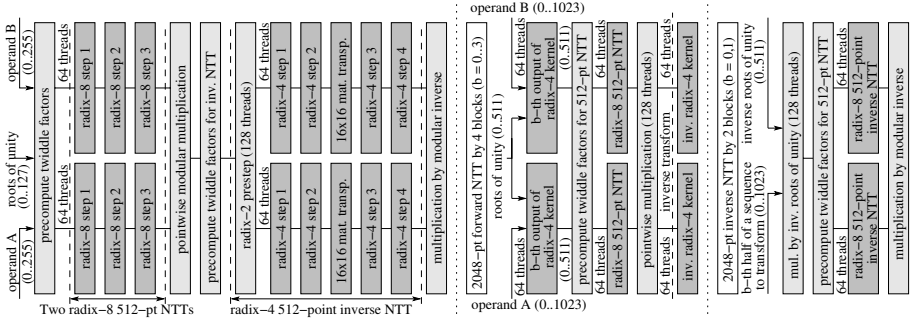 operand B
(0..255)
roots of unity
(0..127)
operand A
(0..255)
precompute twiddle factors
64 threads
64 threads
radix−8 step 1
radix−8 step 2
radix−8 step 3
radix−8 step 1
radix−8 step 2
radix−8 step 3
Two radix−8 512−pt NTTs
pointwise modular multiplication
precompute twiddle factors for inv. NTT
radix−2 prestep (128 threads)
64 threads
64 threads
radix−4 step 1
radix−4 step 2
16x16 mat. transp.
radix−4 step 3
radix−4 step 4
radix−4 step 1
radix−4 step 2
16x16 mat. transp.
radix−4 step 3
radix−4 step 4
radix−4 512−point inverse NTT
multiplication by modular inverse
operand B (0..1023)
2048−pt forward NTT by 4 blocks (b = 0..3)
roots of unity (0..511)
64 threads
b−th output of
radix−4 kernel
(0..511)
b−th output of
radix−4 kernel
(0..511)
64 threads
operand A (0..1023)
precompute twiddle factors for 512−pt NTT
64 threads
radix−8 512−pt NTT
radix−8 512−pt NTT
64 threads
pointwise multiplication (128 threads)
inverse transform
64 threads
64 threads
inv. radix−4 kernel
inv. radix−4 kernel
2048−pt inverse NTT by 2 blocks (b = 0,1)
inverse roots of unity
(0..511)
b−th half of a sequence
to transform (0..1023)
mul. by inv. roots of unity (128 threads)
precompute twiddle factors for 512−pt NTT
64 threads
64 threads
radix−8 512−point
inverse NTT
radix−8 512−point
inverse NTT
multiplication by modular inverse